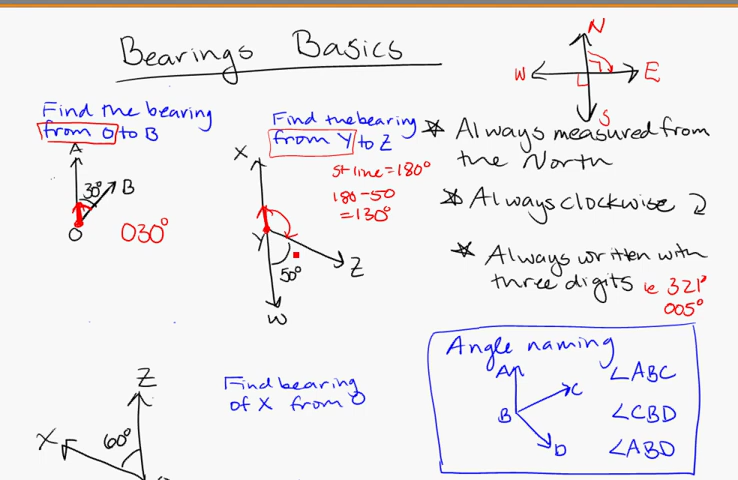 Bearings Basics
N
W E
S
Find the bearing
from O to B
A
30°
B
O
030°
Find the bearing
from Y to Z
X
st line = 180°
180-50
= 130°
Y
Z
50°
W
Always measured from
the North
Always clockwise
Always written with
three digits ie 321°
005°
Z
X
60°
Find bearing
of X from O
Angle naming
A
B
C
D
∠ABC
∠CBD
∠ABD